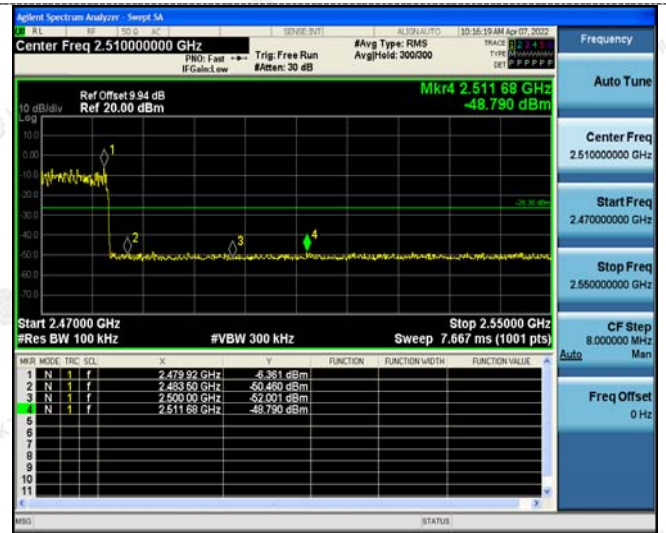 Agilent Spectrum Analyzer - Swept SA
RL RF 50 Ω AC SENSE:INT ALIGN AUTO 10:16:19 AM Apr 07, 2022
Center Freq 2.510000000 GHz
PNO: Fast
IFGain:Low
Trig: Free Run
#Atten: 30 dB
#Avg Type: RMS
Avg|Hold: 300/300
TRACE 1 2 3 4 5 6
TYPE
DET P P P P P P
Ref Offset 9.94 dB
Ref 20.00 dBm
10 dB/div
Log
Mkr4 2.511 68 GHz
-48.790 dBm
10.0
0.00
-10.0
-20.0
-30.0
-40.0
-50.0
-70.0
1
2
3
4
Start 2.47000 GHz
Stop 2.55000 GHz
#Res BW 100 kHz
#VBW 300 kHz
Sweep 7.667 ms (1001 pts)
MKR MODE TRC SCL X Y FUNCTION FUNCTION WIDTH FUNCTION VALUE
1 N 1 f 2.479 92 GHz -6.361 dBm
2 N 1 f 2.483 50 GHz -50.460 dBm
3 N 1 f 2.500 00 GHz -52.001 dBm
4 N 1 f 2.511 68 GHz -48.790 dBm
5
6
7
8
9
10
11
MSG STATUS
Frequency
Auto Tune
Center Freq
2.510000000 GHz
Start Freq
2.470000000 GHz
Stop Freq
2.550000000 GHz
CF Step
8.000000 MHz
Auto Man
Freq Offset
0 Hz